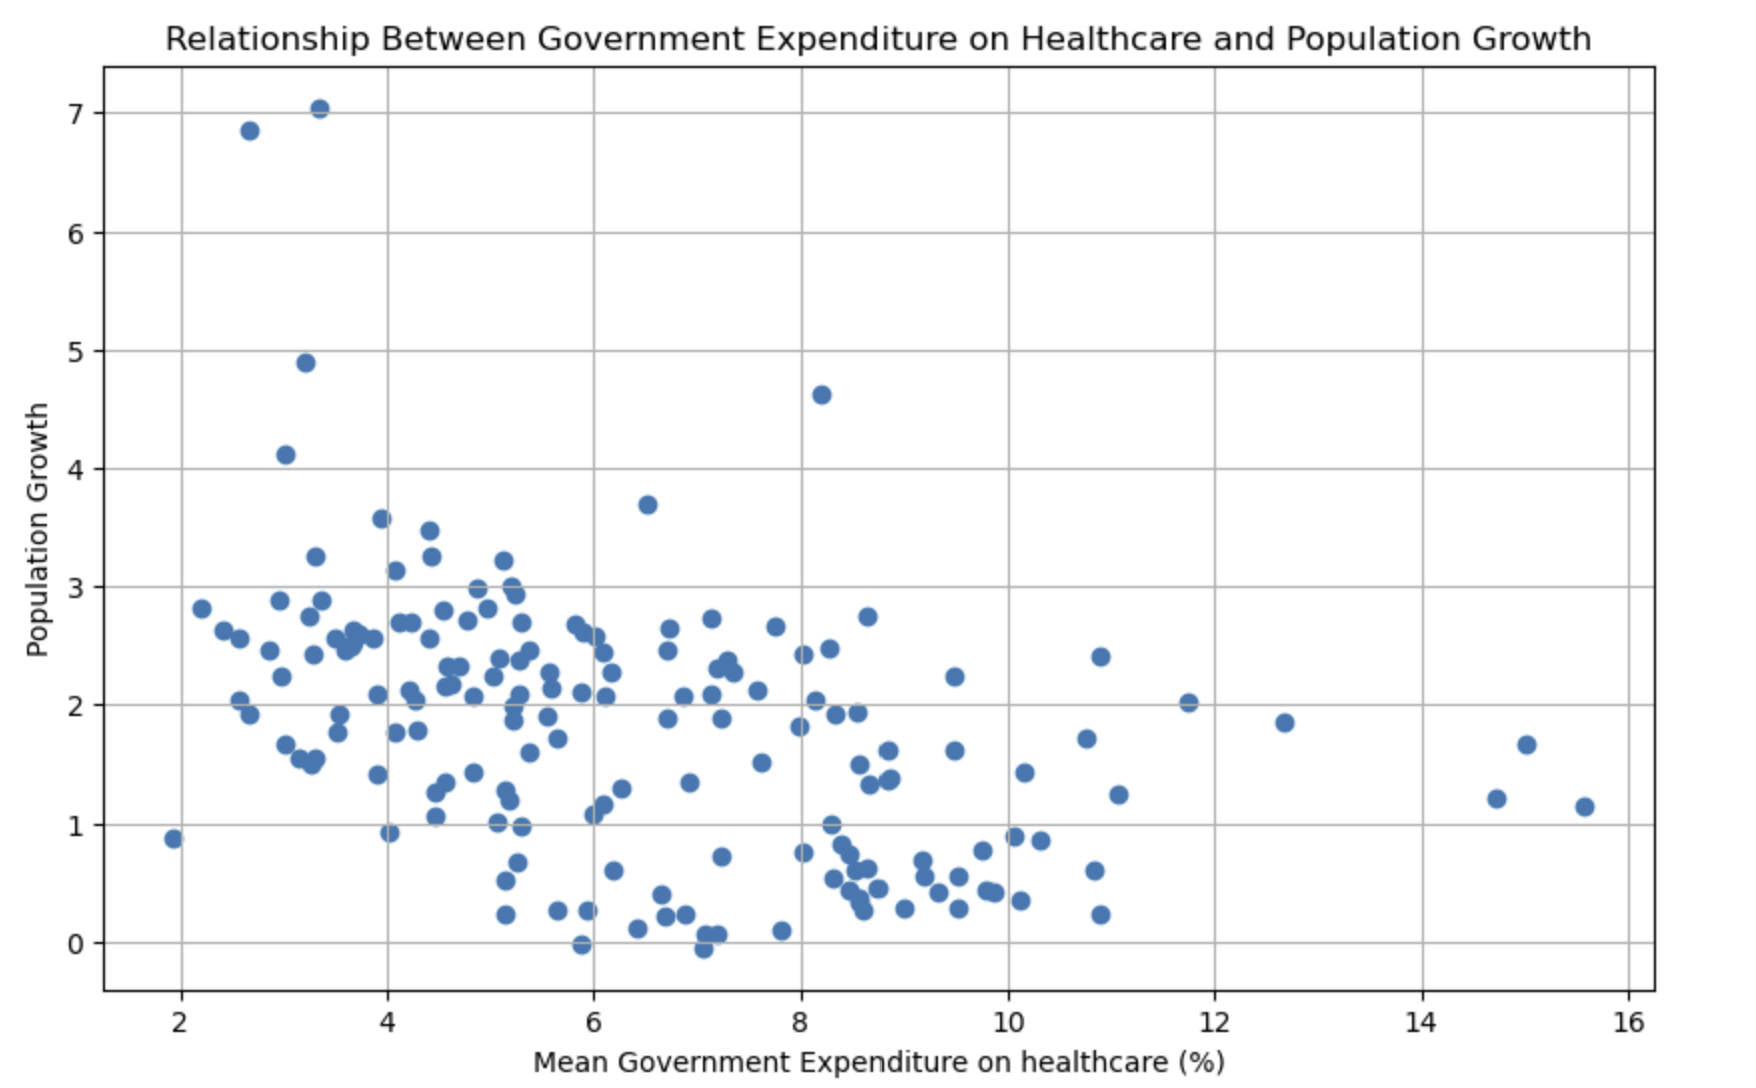 Relationship Between Government Expenditure on Healthcare and Population Growth
7
6
5
4
3
2
1
0
Population Growth
2 4 6 8 10 12 14 16
Mean Government Expenditure on healthcare (%)